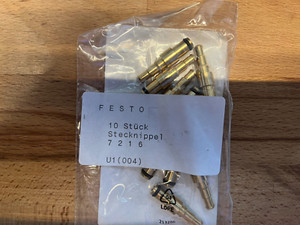 FESTO
10 Stück
Stecknippel
7216
U1(004)